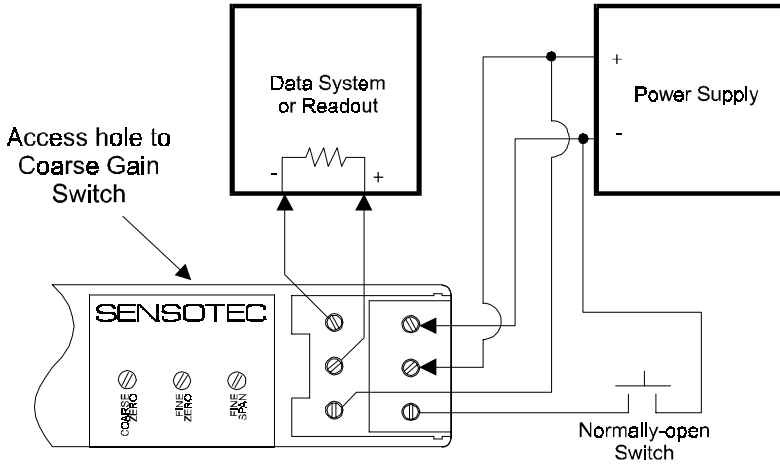 Data System
or Readout
-
+
+
Power Supply
-
Access hole to
Coarse Gain
Switch
SENSOTEC
COARSE
ZERO
FINE
ZERO
FINE
SPAN
Normally-open
Switch